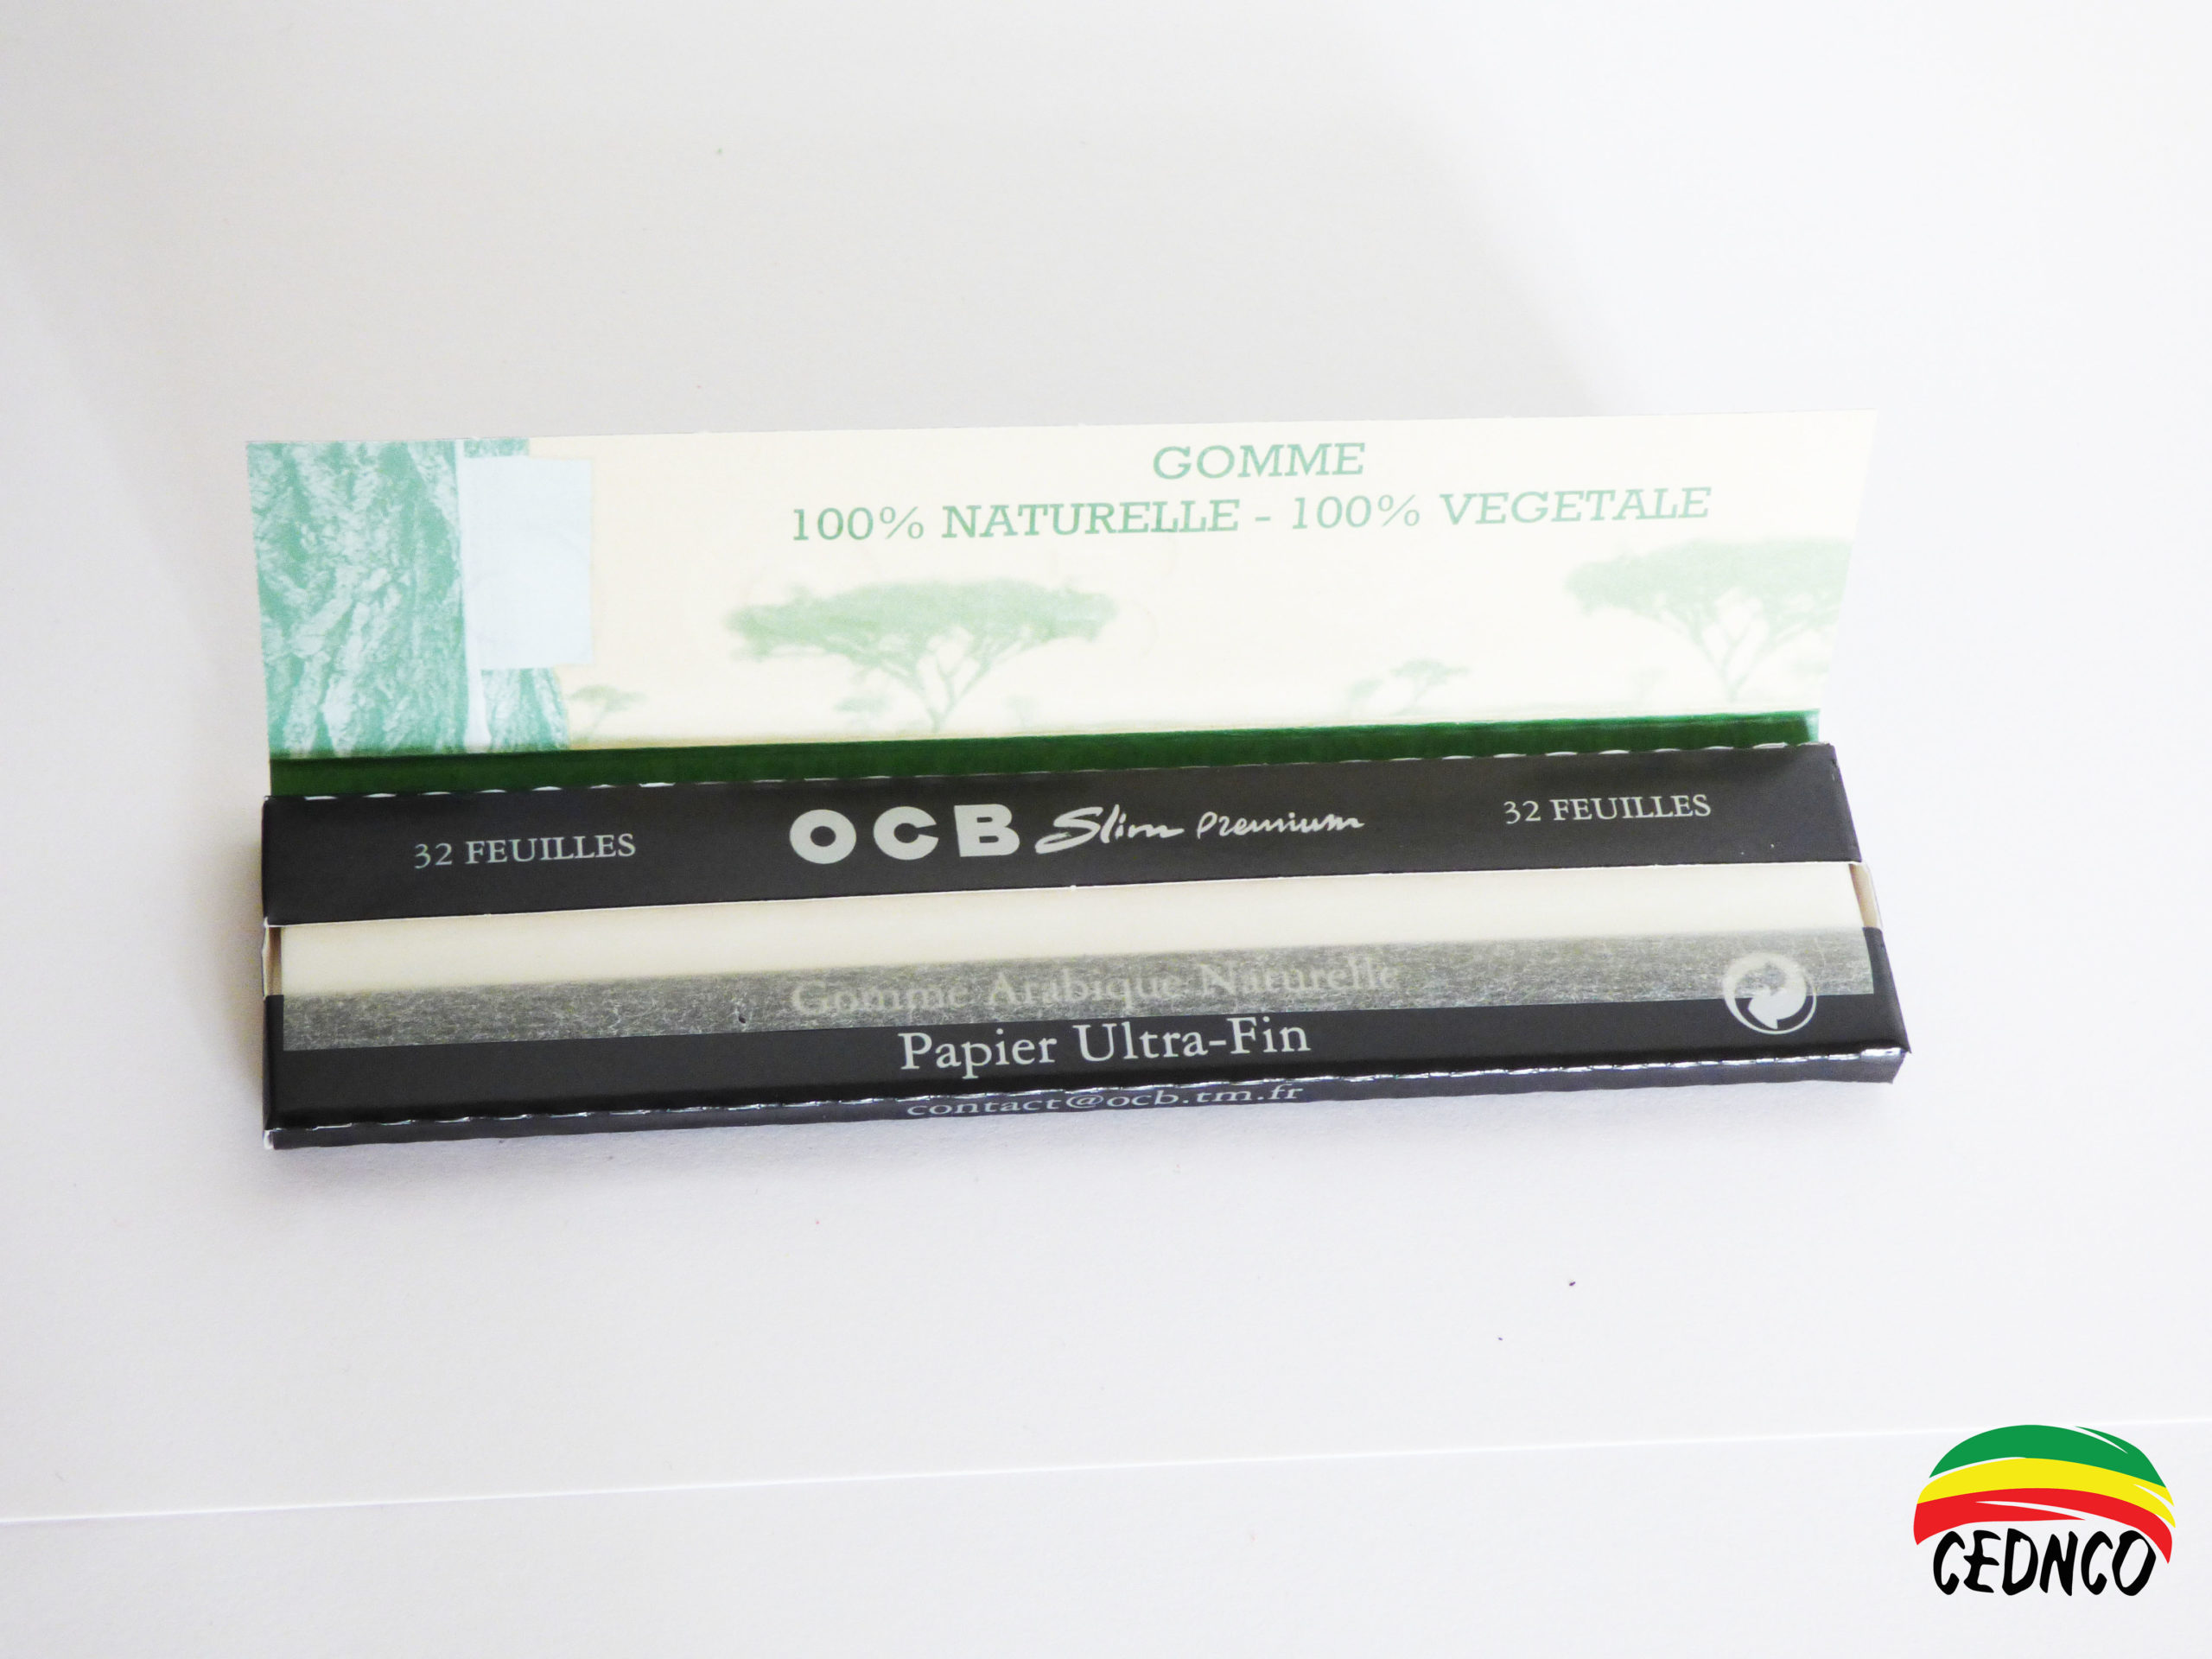 GOMME
100% NATURELLE - 100% VEGETALE
32 FEUILLES OCB Slim Premium 32 FEUILLES
Gomme Arabique Naturelle
Papier Ultra-Fin
contact@ocb.tm.fr
CEDNCO